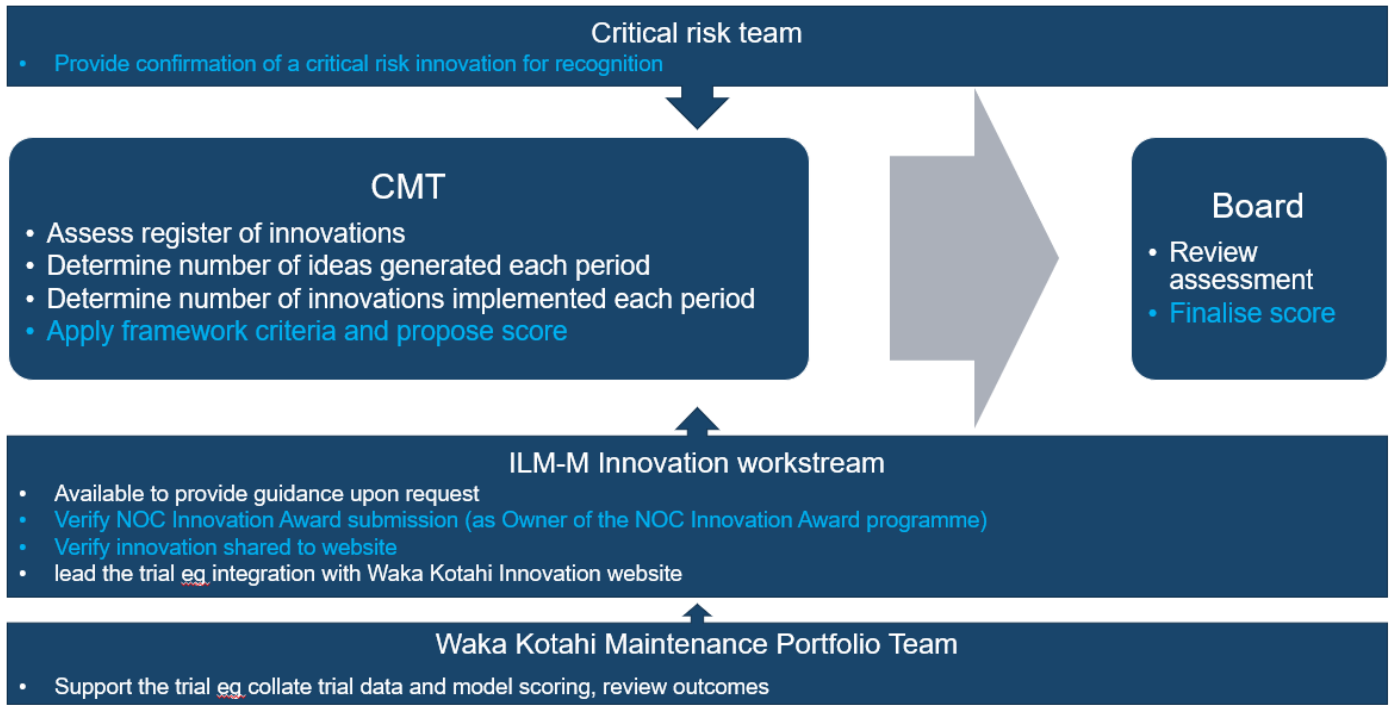 Critical risk team
• Provide confirmation of a critical risk innovation for recognition
CMT
• Assess register of innovations
• Determine number of ideas generated each period
• Determine number of innovations implemented each period
• Apply framework criteria and propose score
Board
• Review
assessment
• Finalise score
ILM-M Innovation workstream
• Available to provide guidance upon request
• Verify NOC Innovation Award submission (as Owner of the NOC Innovation Award programme)
• Verify innovation shared to website
• lead the trial eg integration with Waka Kotahi Innovation website
Waka Kotahi Maintenance Portfolio Team
• Support the trial eg collate trial data and model scoring, review outcomes